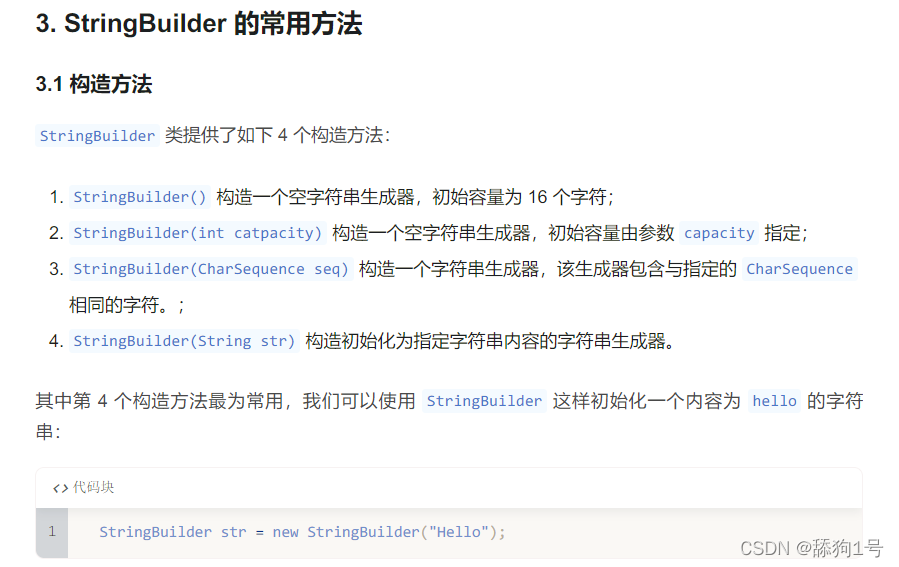 3. StringBuilder 的常用方法
3.1 构造方法
StringBuilder 类提供了如下 4 个构造方法：
1. StringBuilder() 构造一个空字符串生成器，初始容量为 16 个字符；
2. StringBuilder(int catpacity) 构造一个空字符串生成器，初始容量由参数 capacity 指定；
3. StringBuilder(CharSequence seq) 构造一个字符串生成器，该生成器包含与指定的 CharSequence
相同的字符。；
4. StringBuilder(String str) 构造初始化为指定字符串内容的字符串生成器。
其中第 4 个构造方法最为常用，我们可以使用 StringBuilder 这样初始化一个内容为 hello 的字符
串：
<> 代码块
1 StringBuilder str = new StringBuilder("Hello");
CSDN @舔狗1号